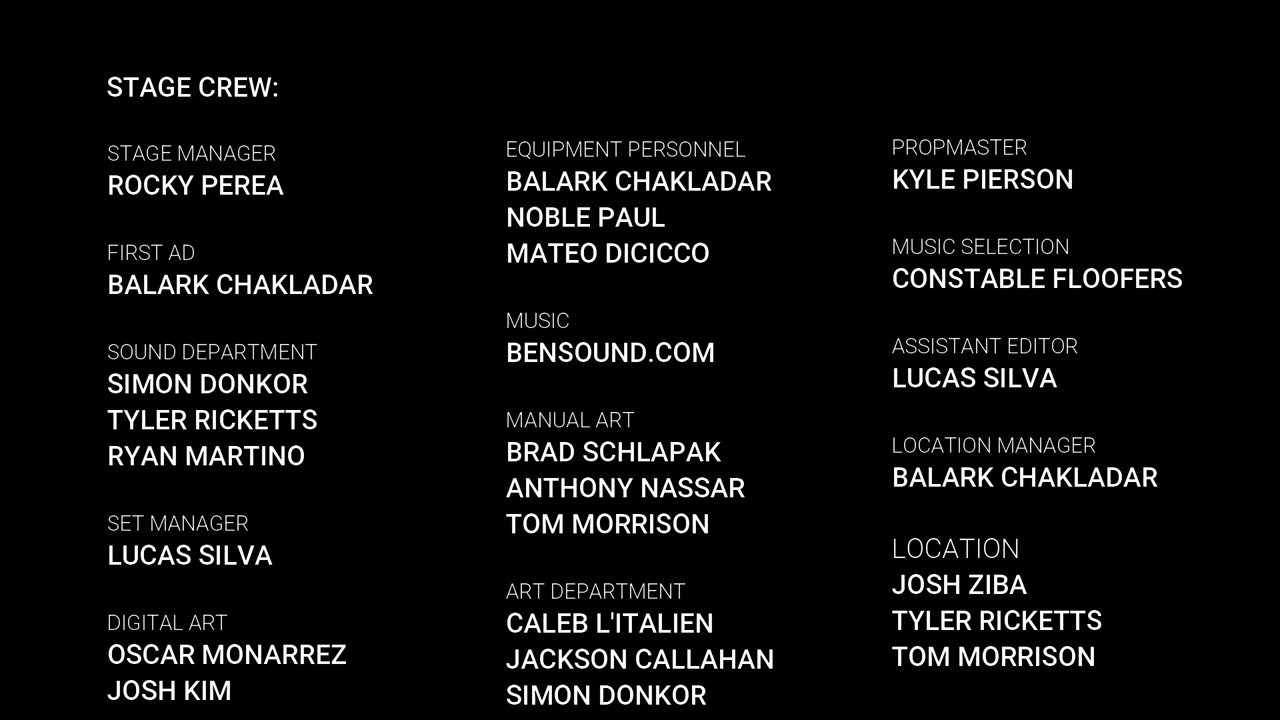 STAGE CREW:
STAGE MANAGER
ROCKY PEREA
FIRST AD
BALARK CHAKLADAR
SOUND DEPARTMENT
SIMON DONKOR
TYLER RICKETTS
RYAN MARTINO
SET MANAGER
LUCAS SILVA
DIGITAL ART
OSCAR MONARREZ
JOSH KIM
EQUIPMENT PERSONNEL
BALARK CHAKLADAR
NOBLE PAUL
MATEO DICICCO
MUSIC
BENSOUND.COM
MANUAL ART
BRAD SCHLAPAK
ANTHONY NASSAR
TOM MORRISON
ART DEPARTMENT
CALEB L'ITALIEN
JACKSON CALLAHAN
SIMON DONKOR
PROPMASTER
KYLE PIERSON
MUSIC SELECTION
CONSTABLE FLOOFERS
ASSISTANT EDITOR
LUCAS SILVA
LOCATION MANAGER
BALARK CHAKLADAR
LOCATION
JOSH ZIBA
TYLER RICKETTS
TOM MORRISON